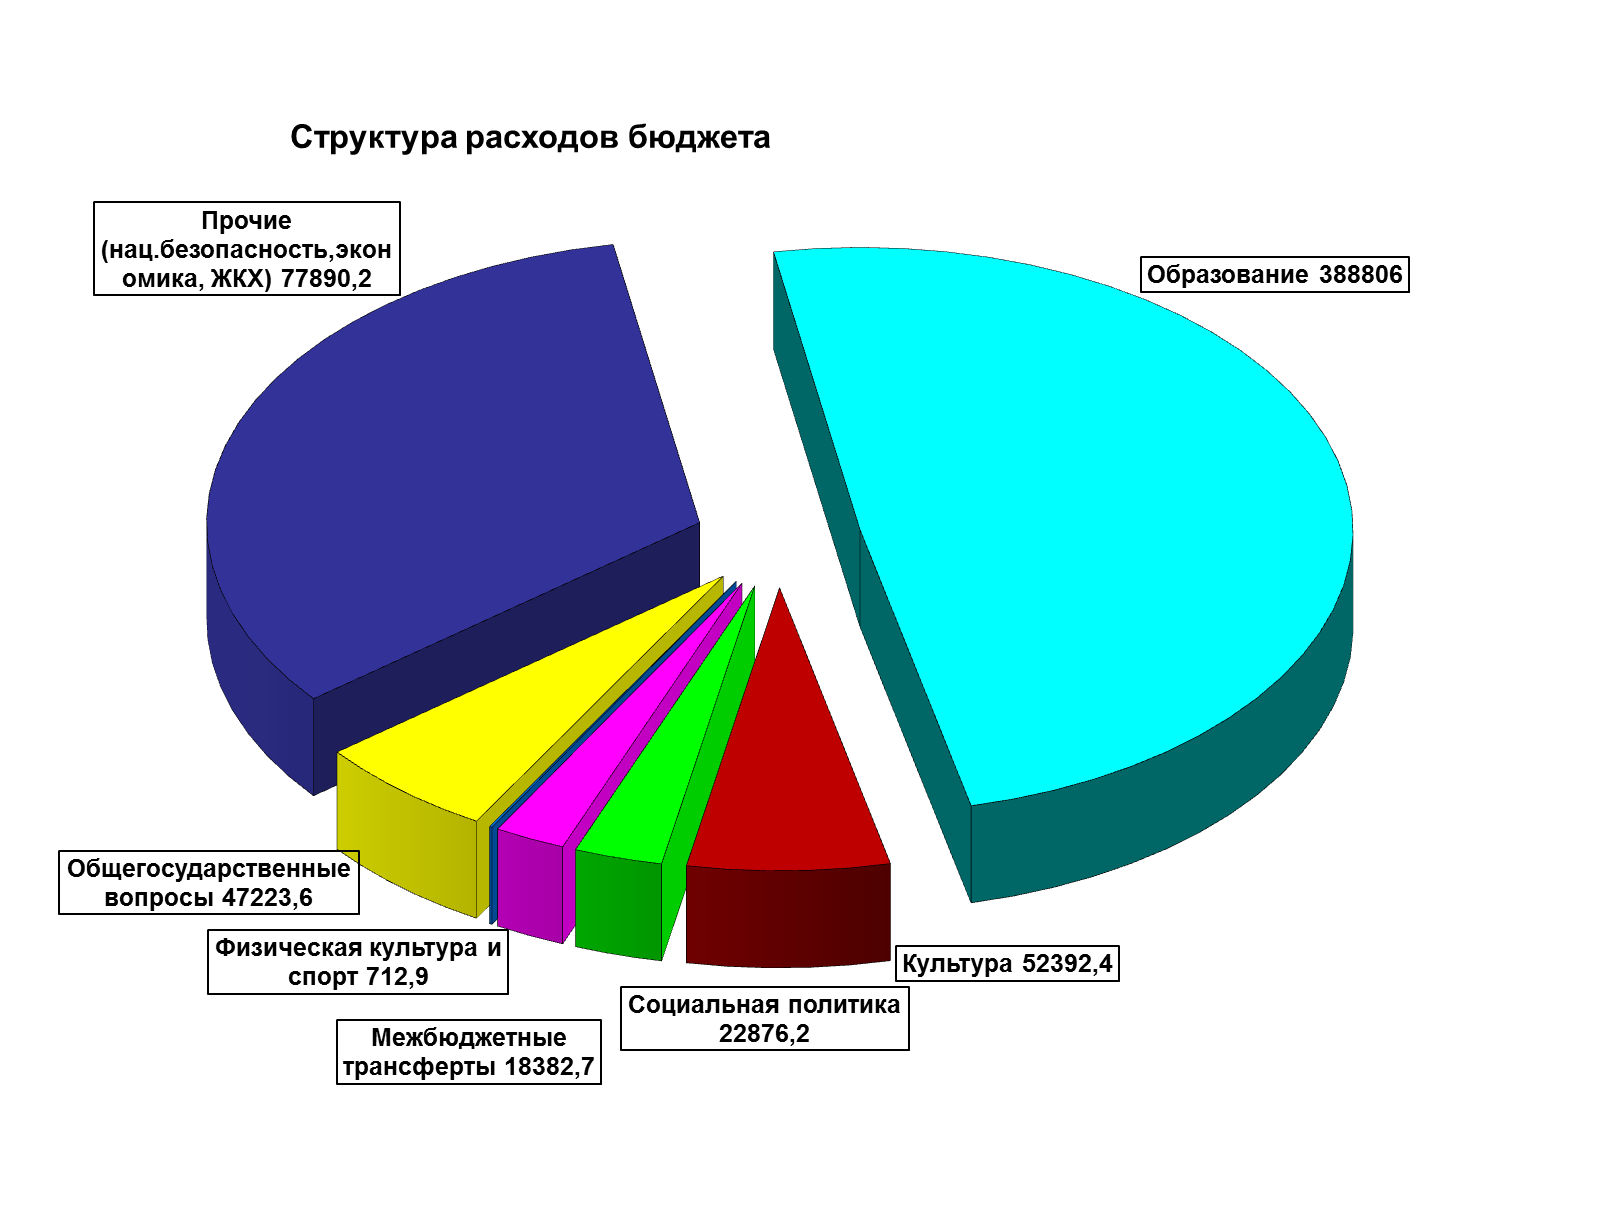 Структура расходов бюджета
Прочие
(нац.безопасность,экон
омика, ЖКХ) 77890,2
Образование 388806
Общегосударственные
вопросы 47223,6
Физическая культура и
спорт 712,9
Культура 52392,4
Социальная политика
22876,2
Межбюджетные
трансферты 18382,7